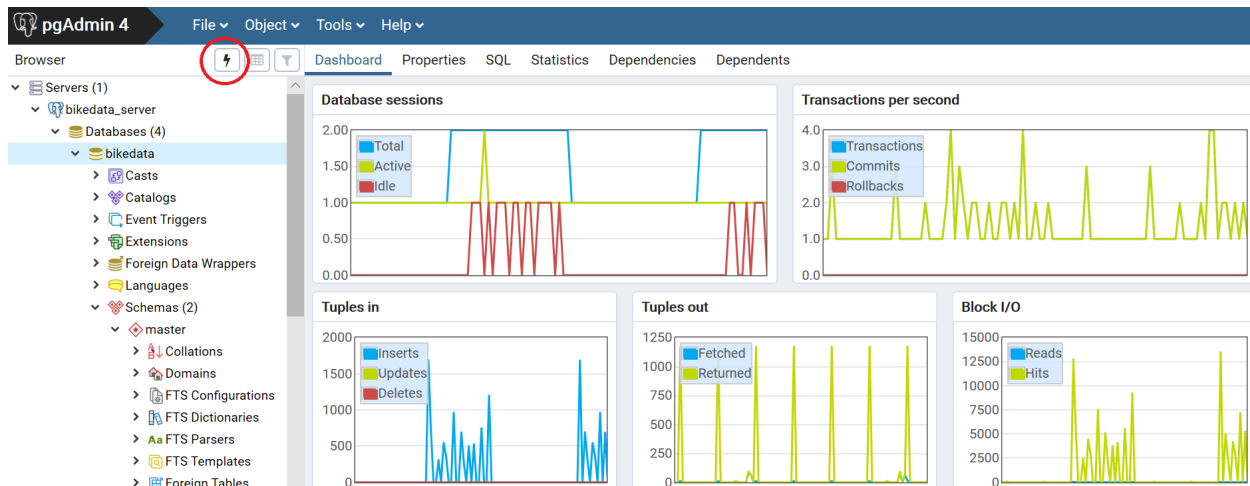 pgAdmin 4 File Object Tools Help
Browser Dashboard Properties SQL Statistics Dependencies Dependents
Servers (1)
bikedata_server
Databases (4)
bikedata
Casts
Catalogs
Event Triggers
Extensions
Foreign Data Wrappers
Languages
Schemas (2)
master
Collations
Domains
FTS Configurations
FTS Dictionaries
Aa FTS Parsers
FTS Templates
Foreign Tables
Database sessions
2.00
1.50
1.00
0.50
0.00
Total
Active
Idle
Transactions per second
4.0
3.0
2.0
1.0
0.0
Transactions
Commits
Rollbacks
Tuples in
2000
1500
1000
500
0
Inserts
Updates
Deletes
Tuples out
1250
1000
750
500
250
0
Fetched
Returned
Block I/O
15000
12500
10000
7500
5000
2500
0
Reads
Hits